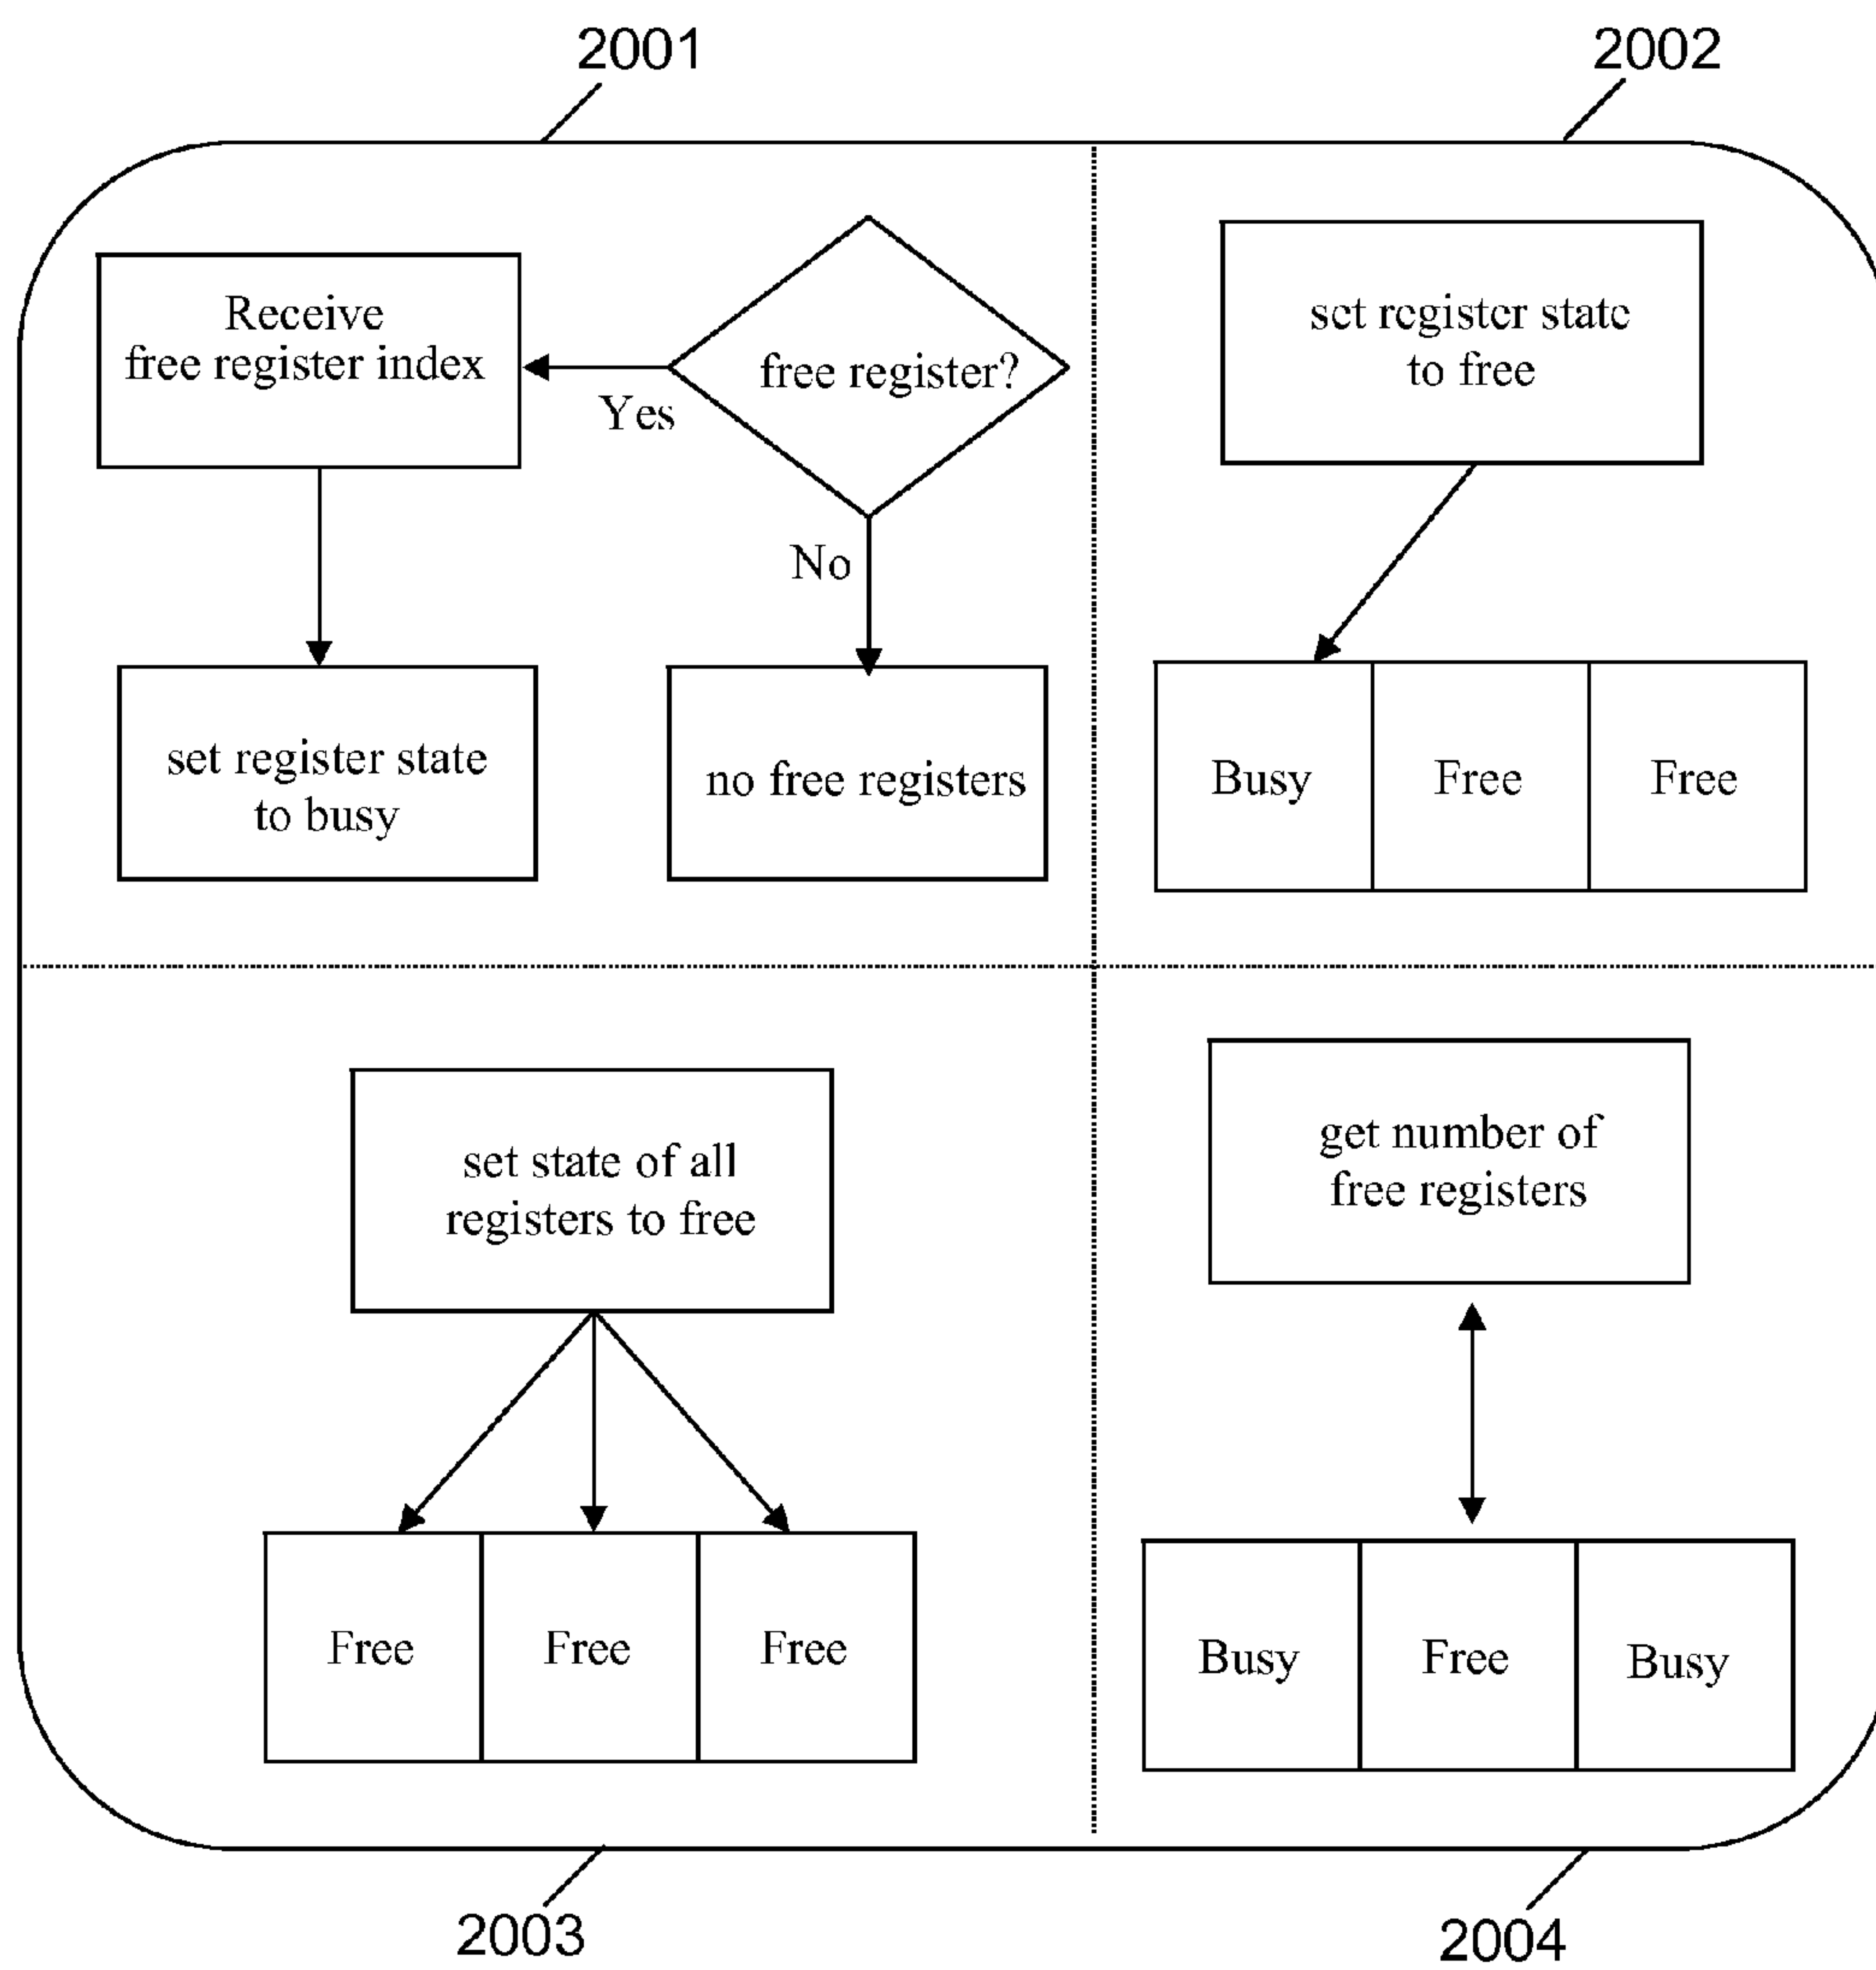 2001
2002
Receive
free register index
Yes
free register?
No
set register state
to busy
no free registers
set register state
to free
Busy
Free
Free
set state of all
registers to free
Free
Free
Free
get number of
free registers
Busy
Free
Busy
2003
2004